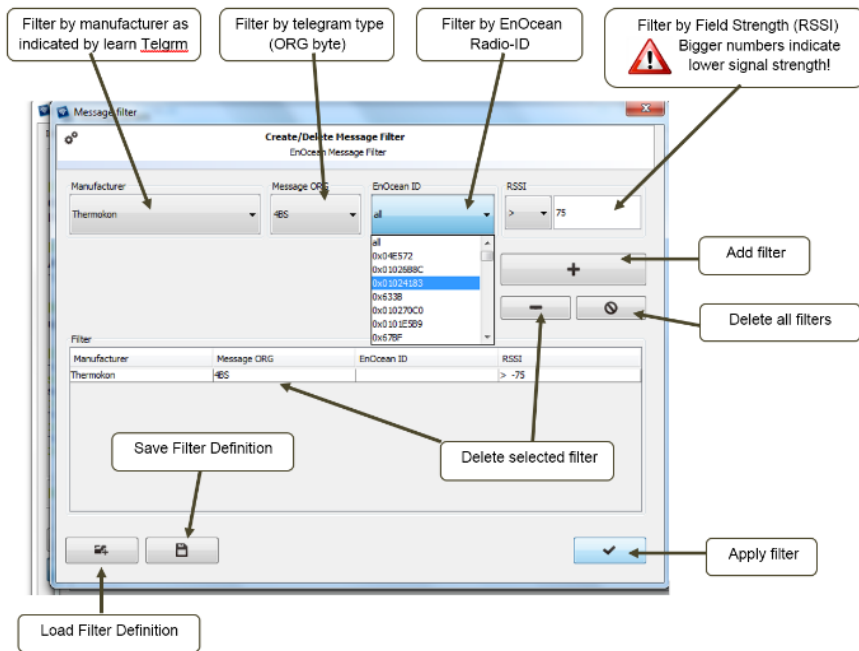 Filter by manufacturer as
indicated by learn Telgrm
Filter by telegram type
(ORG byte)
Filter by EnOcean
Radio-ID
Filter by Field Strength (RSSI)
Bigger numbers indicate
lower signal strength!
Message filter
Create/Delete Message Filter
EnOcean Message Filter
Manufacturer
Message ORG
EnOcean ID
RSSI
Thermokon
4BS
all
>
75
all
0x04E572
0x01026B8C
0x01024183
0x633B
0x010270C0
0x0101E5B9
0x67BF
Add filter
Delete all filters
Filter
Manufacturer
Message ORG
EnOcean ID
RSSI
Thermokon
4BS
> -75
Save Filter Definition
Delete selected filter
Apply filter
Load Filter Definition